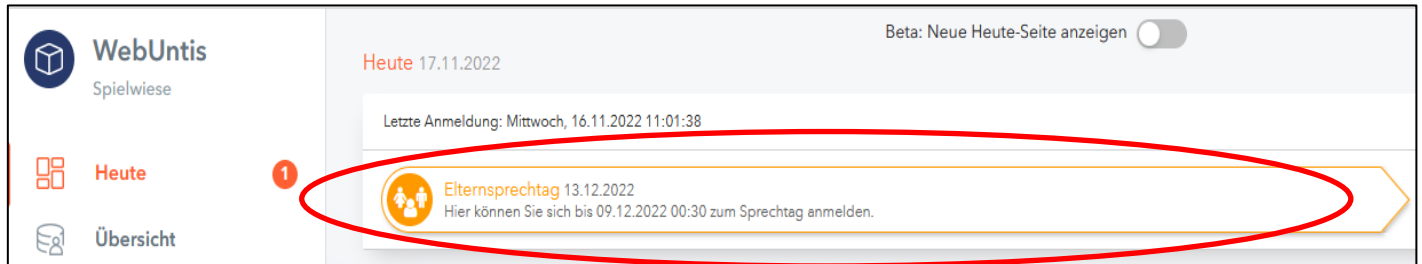 WebUntis
Spielwiese
Heute 1
Übersicht
Beta: Neue Heute-Seite anzeigen
Heute 17.11.2022
Letzte Anmeldung: Mittwoch, 16.11.2022 11:01:38
Elternsprechtag 13.12.2022
Hier können Sie sich bis 09.12.2022 00:30 zum Sprechtag anmelden.